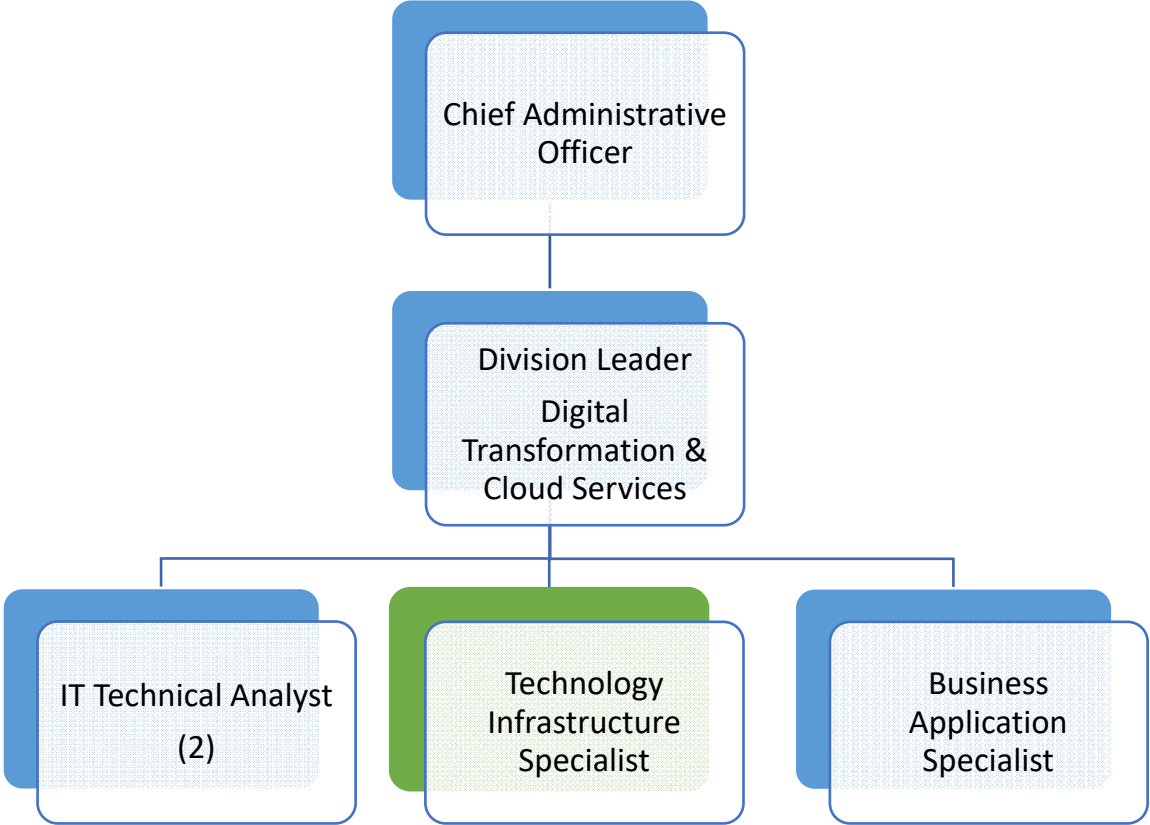 Chief Administrative
Officer
Division Leader
Digital
Transformation &
Cloud Services
IT Technical Analyst
(2)
Technology
Infrastructure
Specialist
Business
Application
Specialist